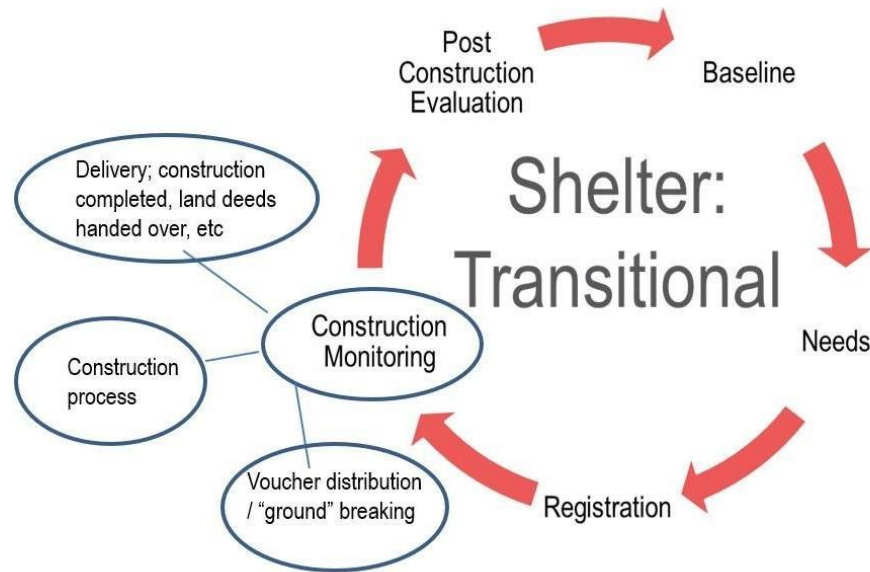 Post
Construction
Evaluation
Baseline
Delivery; construction
completed, land deeds
handed over, etc
Shelter:
Transitional
Construction
Monitoring
Needs
Construction
process
Voucher distribution
/ “ground” breaking
Registration